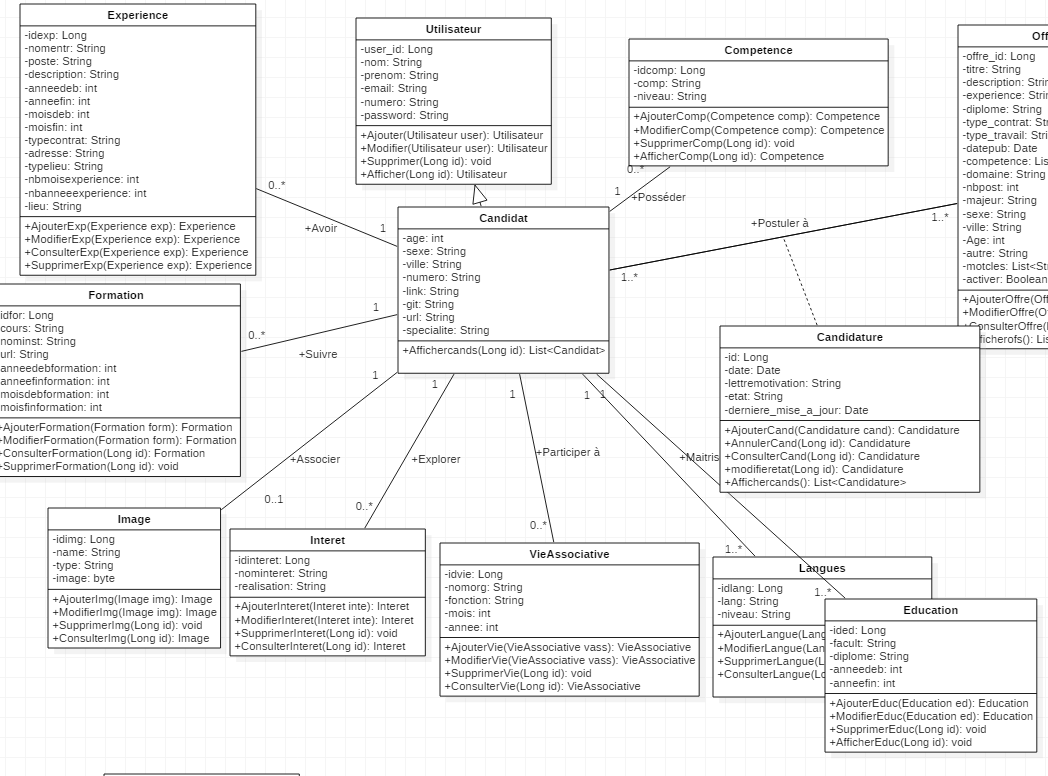 Experience
-idexp: Long
-nomentr: String
-poste: String
-description: String
-anneedeb: int
-anneefin: int
-moisdeb: int
-moisfin: int
-typecontrat: String
-adresse: String
-typelieu: String
-nbmoisexperience: int
-nbanneeexperience: int
-lieu: String
+AjouterExp(Experience exp): Experience
+ModifierExp(Experience exp): Experience
+ConsulterExp(Experience exp): Experience
+SupprimerExp(Experience exp): Experience
Utilisateur
-user_id: Long
-nom: String
-prenom: String
-email: String
-numero: String
-password: String
+Ajouter(Utilisateur user): Utilisateur
+Modifier(Utilisateur user): Utilisateur
+Supprimer(Long id): void
+Afficher(Long id): Utilisateur
Competence
-idcomp: Long
-comp: String
-niveau: String
+AjouterComp(Competence comp): Competence
+ModifierComp(Competence comp): Competence
+SupprimerComp(Long id): void
+AfficherComp(Long id): Competence
-offre_id: Long
-titre: String
-description:
-experience:
-diplome: String
-type_contrat:
-type_travail:
-datepub: Date
-competence:
-domaine: String
-nbpost: int
-majeur: String
-sexe: String
-ville: String
-Age: int
-autre: String
-motcles:
-activer: Boolean
0..*
1
+Avoir
0..*
1
+Posséder
+Postuler à
1..*
1..*
Candidat
-age: int
-sexe: String
-ville: String
-numero: String
-link: String
-git: String
-url: String
-specialite: String
+Affichercands(Long id): List<Candidat>
Formation
idfor: Long
cours: String
nominst: String
url: String
anneedebformation: int
anneefinformation: int
moisdebformation: int
moisfinformation: int
+AjouterFormation(Formation form): Formation
+ModifierFormation(Formation form): Formation
+ConsulterFormation(Long id): Formation
+SupprimerFormation(Long id): void
0..*
1
+Suivre
Candidature
-id: Long
-date: Date
-lettremotivation: String
-etat: String
-derniere_mise_a_jour: Date
+AjouterCand(Candidature cand): Candidature
+AnnulerCand(Long id): Candidature
+ConsulterCand(Long id): Candidature
+modifieretat(Long id): Candidature
+Affichercands(): List<Candidature>
1
+Associer
0..1
1
+Explorer
0..*
1
+Participer à
0..*
1
1
+Maitris
1..*
1..*
Image
-idimg: Long
-name: String
-type: String
-image: byte
+AjouterImg(Image img): Image
+ModifierImg(Image img): Image
+SupprimerImg(Long id): void
+ConsulterImg(Long id): Image
Interet
-idinteret: Long
-nominteret: String
-realisation: String
+AjouterInteret(Interet inte): Interet
+ModifierInteret(Interet inte): Interet
+SupprimerInteret(Long id): void
+ConsulterInteret(Long id): Interet
VieAssociative
-idvie: Long
-nomorg: String
-fonction: String
-mois: int
-annee: int
+AjouterVie(VieAssociative vass): VieAssociative
+ModifierVie(VieAssociative vass): VieAssociative
+SupprimerVie(Long id): void
+ConsulterVie(Long id): VieAssociative
Langues
-idlang: Long
-lang: String
-niveau: String
+AjouterLangue(Lang
+ModifierLangue(Lan
+SupprimerLangue(L
+ConsulterLangue(Lo
Education
-ided: Long
-facult: String
-diplome: String
-anneedeb: int
-anneefin: int
+AjouterEduc(Education ed): Education
+ModifierEduc(Education ed): Education
+SupprimerEduc(Long id): void
+AfficherEduc(Long id): void